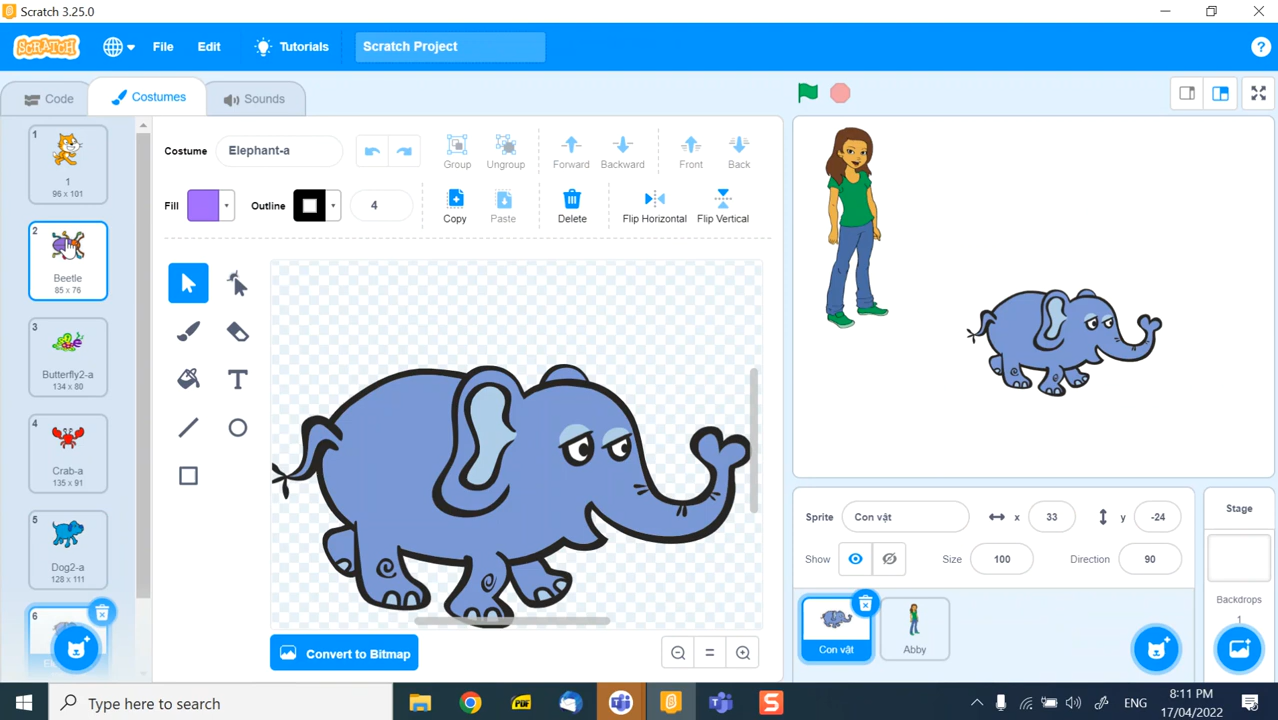 Scratch 3.25.0
SCRATCH
File
Edit
Tutorials
Scratch Project
?
Code
Costumes
Sounds
1
1
96 x 101
2
Beetle
85 x 76
3
Butterfly2-a
134 x 80
4
Crab-a
135 x 91
5
Dog2-a
128 x 111
6
Costume
Elephant-a
Group
Ungroup
Forward
Backward
Front
Back
Fill
Outline
4
Copy
Paste
Delete
Flip Horizontal
Flip Vertical
T
Convert to Bitmap
Sprite
Con vật
x
33
y
-24
Show
Size
100
Direction
90
Con vật
Abby
Stage
Backdrops
1
Type here to search
PDF
S
ENG
8:11 PM
17/04/2022